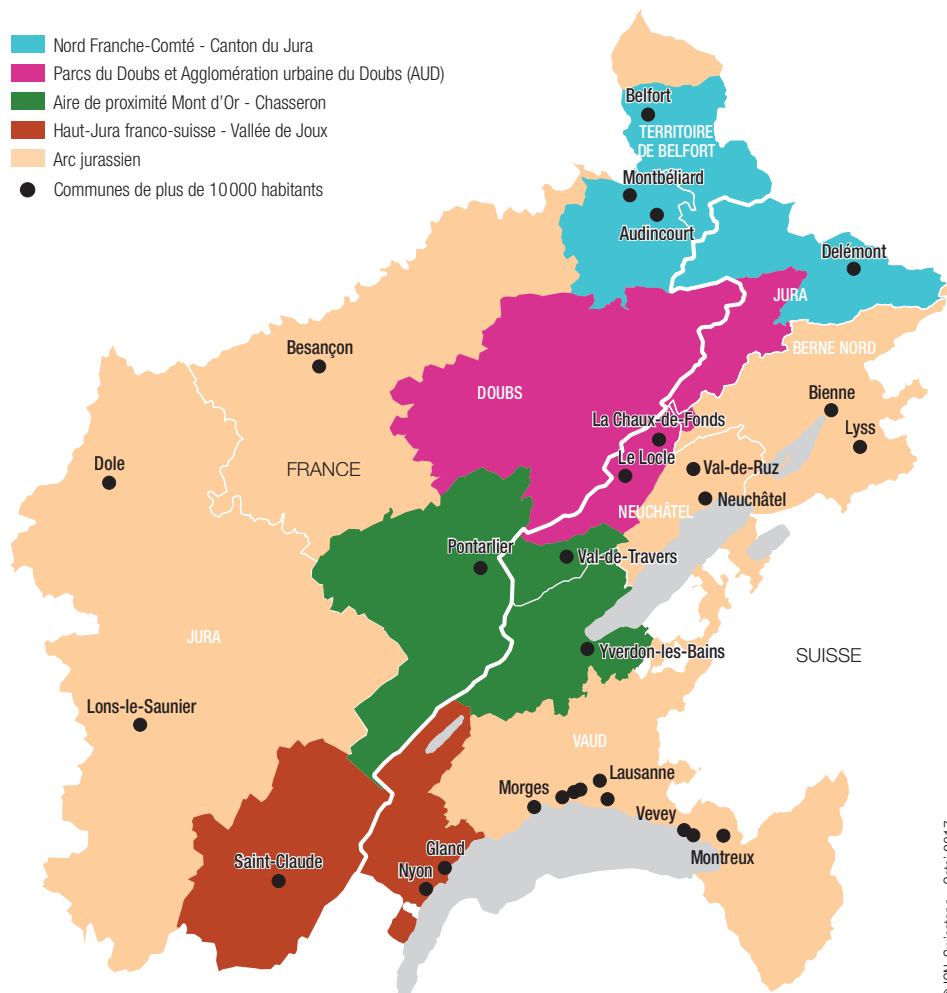 Nord Franche-Comté - Canton du Jura
Parcs du Doubs et Agglomération urbaine du Doubs (AUD)
Aire de proximité Mont d'Or - Chasseron
Haut-Jura franco-suisse - Vallée de Joux
Arc jurassien
Communes de plus de 10 000 habitants
Belfort
TERRITOIRE
DE BELFORT
Montbéliard
Audincourt
Delémont
JURA
BERNE NORD
Besançon
DOUBS
Bienne
La Chaux-de-Fonds
Lyss
Dole
FRANCE
Le Locle
Val-de-Ruz
Neuchâtel
NEUCHÂTEL
Pontarlier
Val-de-Travers
JURA
Yverdon-les-Bains
SUISSE
Lons-le-Saunier
VAUD
Lausanne
Morges
Vevey
Montreux
Gland
Saint-Claude
Nyon